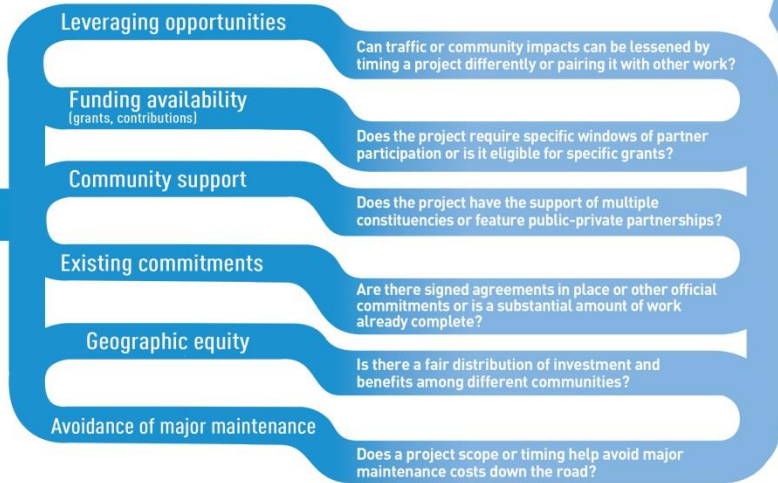 Leveraging opportunities
Can traffic or community impacts can be lessened by
timing a project differently or pairing it with other work?
Funding availability
(grants, contributions)
Does the project require specific windows of partner
participation or is it eligible for specific grants?
Community support
Does the project have the support of multiple
constituencies or feature public-private partnerships?
Existing commitments
Are there signed agreements in place or other official
commitments or is a substantial amount of work
already complete?
Geographic equity
Is there a fair distribution of investment and
benefits among different communities?
Avoidance of major maintenance
Does a project scope or timing help avoid major
maintenance costs down the road?